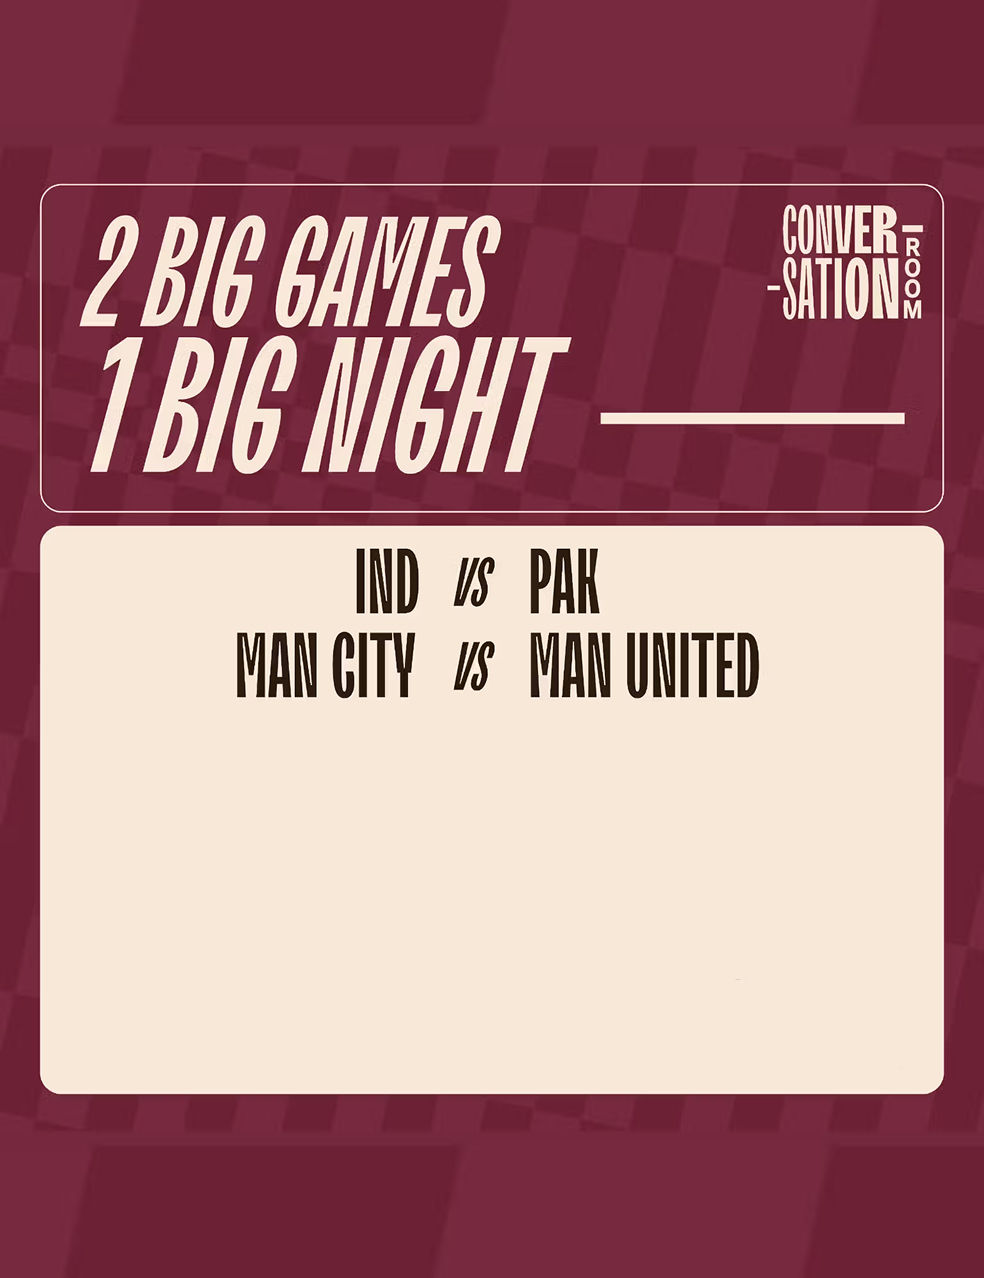 2 BIG GAMES
1 BIG NIGHT
CONVER-
-SATION
ROOM
IND VS PAK
MAN CITY VS MAN UNITED